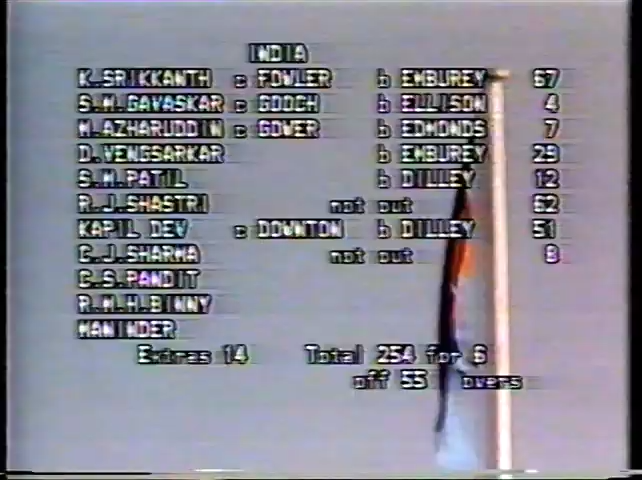 INDIA
K.SRIKKANTH c FOWLER b EMBUREY 67
S.M.GAVASKAR c GOOCH b ELLISON 4
M.AZHARUDDIN c GOWER b EDMONDS 7
D.VENGSARKAR b EMBUREY 29
S.M.PATIL b DILLEY 12
R.J.SHASTRI not out 62
KAPIL DEV c DOWNTON b DILLEY 51
C.J.SHARMA not out 8
C.S.PANDIT
R.M.H.BINNY
MANINDER
Extras 14 Total 254 for 6
off 55 overs